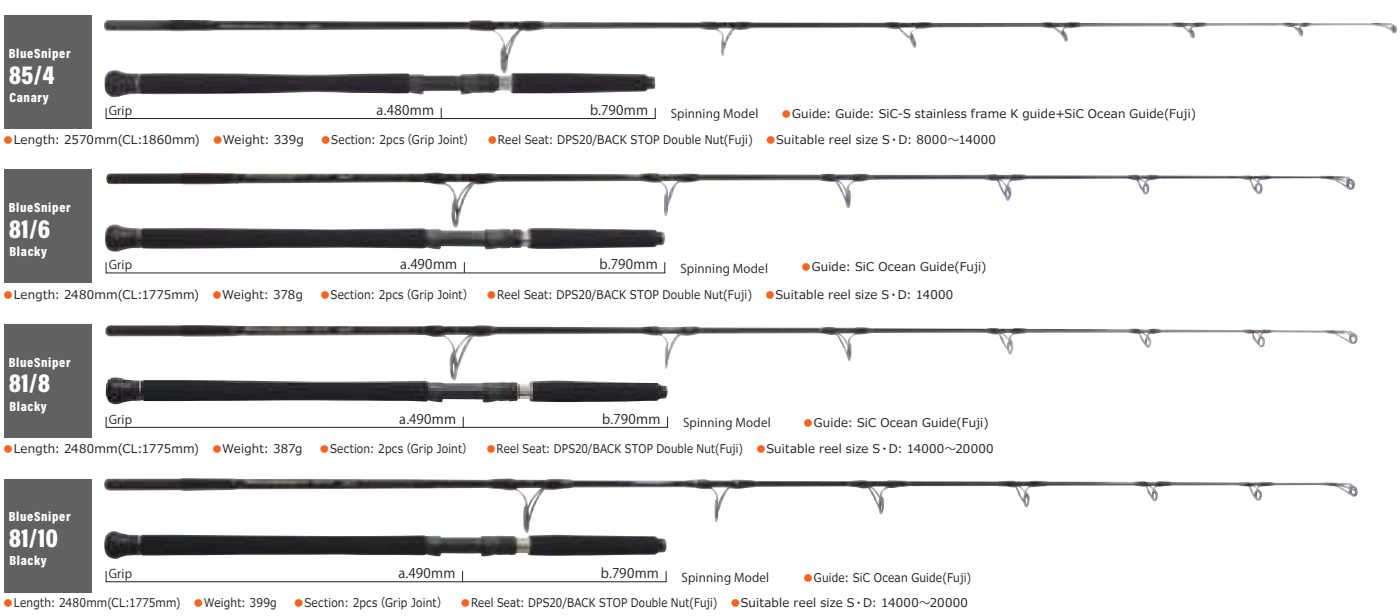 BlueSniper
85/4
Canary
Grip a.480mm b.790mm Spinning Model ●Guide: Guide: SiC-S stainless frame K guide+SiC Ocean Guide(Fuji)
●Length: 2570mm(CL:1860mm) ●Weight: 339g ●Section: 2pcs (Grip Joint) ●Reel Seat: DPS20/BACK STOP Double Nut(Fuji) ●Suitable reel size S・D: 8000〜14000
BlueSniper
81/6
Blacky
Grip a.490mm b.790mm Spinning Model ●Guide: SiC Ocean Guide(Fuji)
●Length: 2480mm(CL:1775mm) ●Weight: 378g ●Section: 2pcs (Grip Joint) ●Reel Seat: DPS20/BACK STOP Double Nut(Fuji) ●Suitable reel size S・D: 14000
BlueSniper
81/8
Blacky
Grip a.490mm b.790mm Spinning Model ●Guide: SiC Ocean Guide(Fuji)
●Length: 2480mm(CL:1775mm) ●Weight: 387g ●Section: 2pcs (Grip Joint) ●Reel Seat: DPS20/BACK STOP Double Nut(Fuji) ●Suitable reel size S・D: 14000〜20000
BlueSniper
81/10
Blacky
Grip a.490mm b.790mm Spinning Model ●Guide: SiC Ocean Guide(Fuji)
●Length: 2480mm(CL:1775mm) ●Weight: 399g ●Section: 2pcs (Grip Joint) ●Reel Seat: DPS20/BACK STOP Double Nut(Fuji) ●Suitable reel size S・D: 14000〜20000